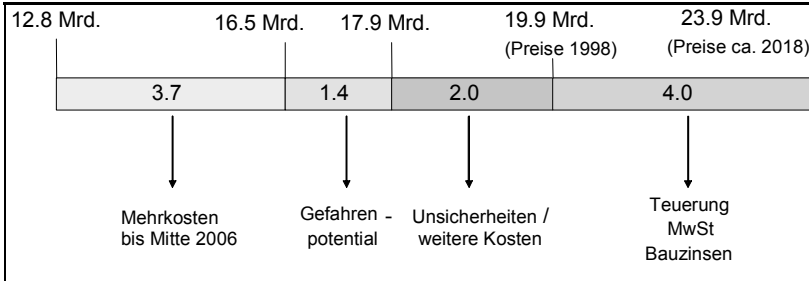 12.8 Mrd. 16.5 Mrd. 17.9 Mrd. 19.9 Mrd. 23.9 Mrd.
(Preise 1998) (Preise ca. 2018)
3.7 1.4 2.0 4.0
Mehrkosten
bis Mitte 2006
Gefahren -
potential
Unsicherheiten /
weitere Kosten
Teuerung
MwSt
Bauzinsen